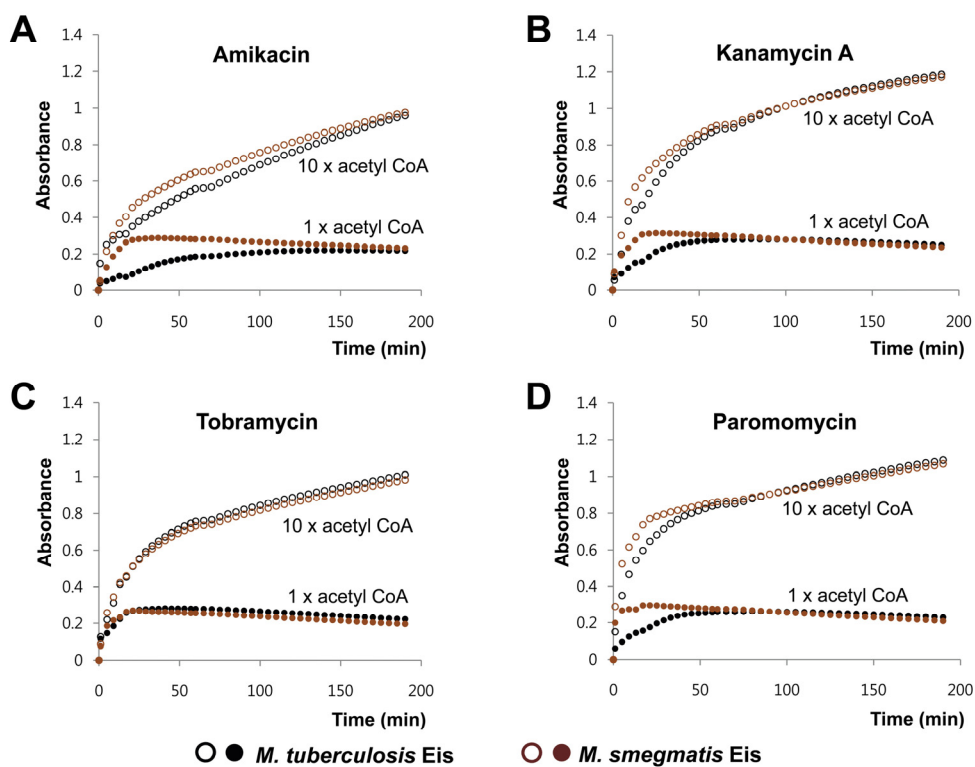 A
Amikacin
Absorbance
1.4
1.2
1
0.8
0.6
0.4
0.2
0
10 x acetyl CoA
1 x acetyl CoA
0 50 100 150 200
Time (min)
B
Kanamycin A
Absorbance
1.4
1.2
1
0.8
0.6
0.4
0.2
0
10 x acetyl CoA
1 x acetyl CoA
0 50 100 150 200
Time (min)
C
Tobramycin
Absorbance
1.4
1.2
1
0.8
0.6
0.4
0.2
0
10 x acetyl CoA
1 x acetyl CoA
0 50 100 150 200
Time (min)
D
Paromomycin
Absorbance
1.4
1.2
1
0.8
0.6
0.4
0.2
0
10 x acetyl CoA
1 x acetyl CoA
0 50 100 150 200
Time (min)
M. tuberculosis Eis
M. smegmatis Eis